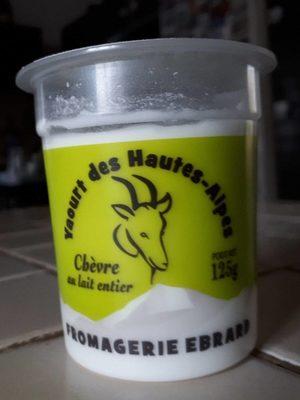 Yaourt des Hautes-Alpes
Chèvre
au lait entier
POIDS NET
125g
FROMAGERIE EBRARD